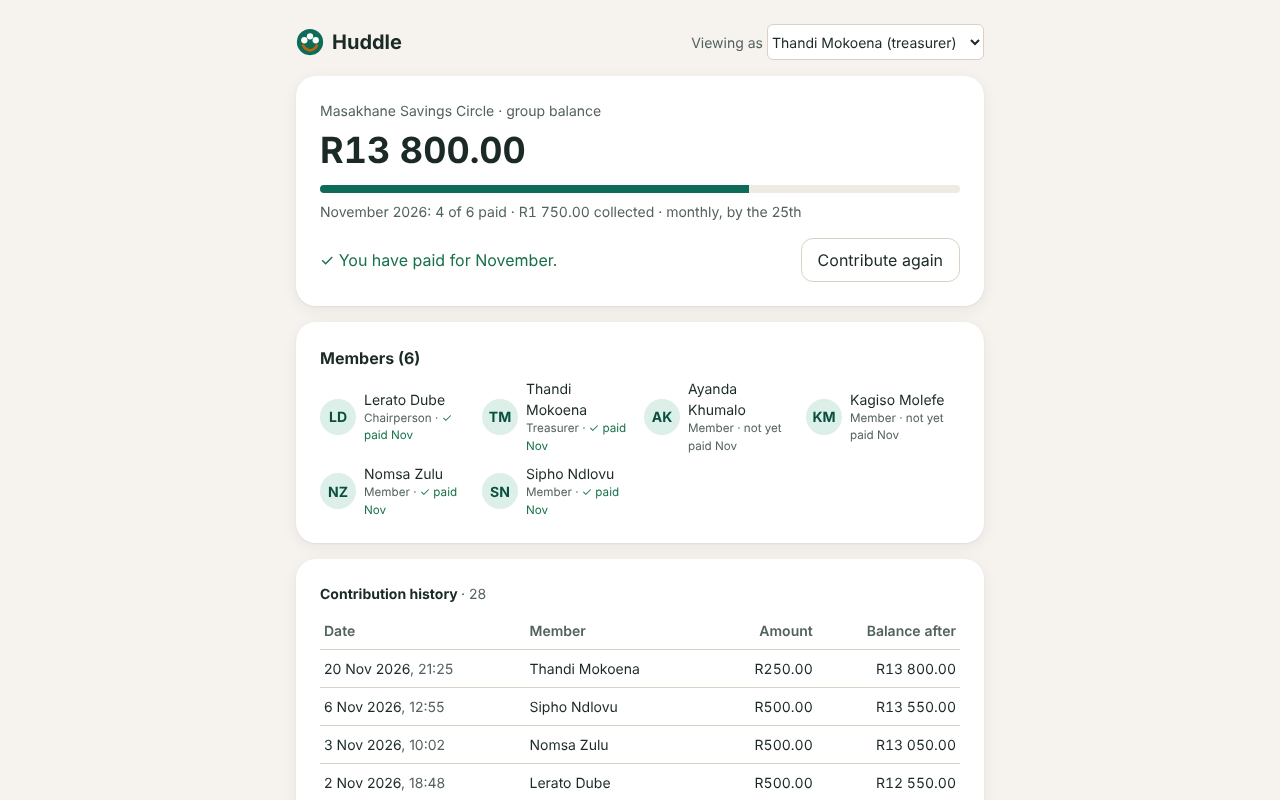 Huddle
Viewing as Thandi Mokoena (treasurer)
Masakhane Savings Circle · group balance
R13 800.00
November 2026: 4 of 6 paid · R1 750.00 collected · monthly, by the 25th
✓ You have paid for November.
Contribute again
Members (6)
LD
Lerato Dube
Chairperson · ✓
paid Nov
TM
Thandi
Mokoena
Treasurer · ✓ paid
Nov
AK
Ayanda
Khumalo
Member · not yet
paid Nov
KM
Kagiso Molefe
Member · not yet
paid Nov
NZ
Nomsa Zulu
Member · ✓ paid
Nov
SN
Sipho Ndlovu
Member · ✓ paid
Nov
Contribution history · 28
Date Member Amount Balance after
20 Nov 2026, 21:25 Thandi Mokoena R250.00 R13 800.00
6 Nov 2026, 12:55 Sipho Ndlovu R500.00 R13 550.00
3 Nov 2026, 10:02 Nomsa Zulu R500.00 R13 050.00
2 Nov 2026, 18:48 Lerato Dube R500.00 R12 550.00